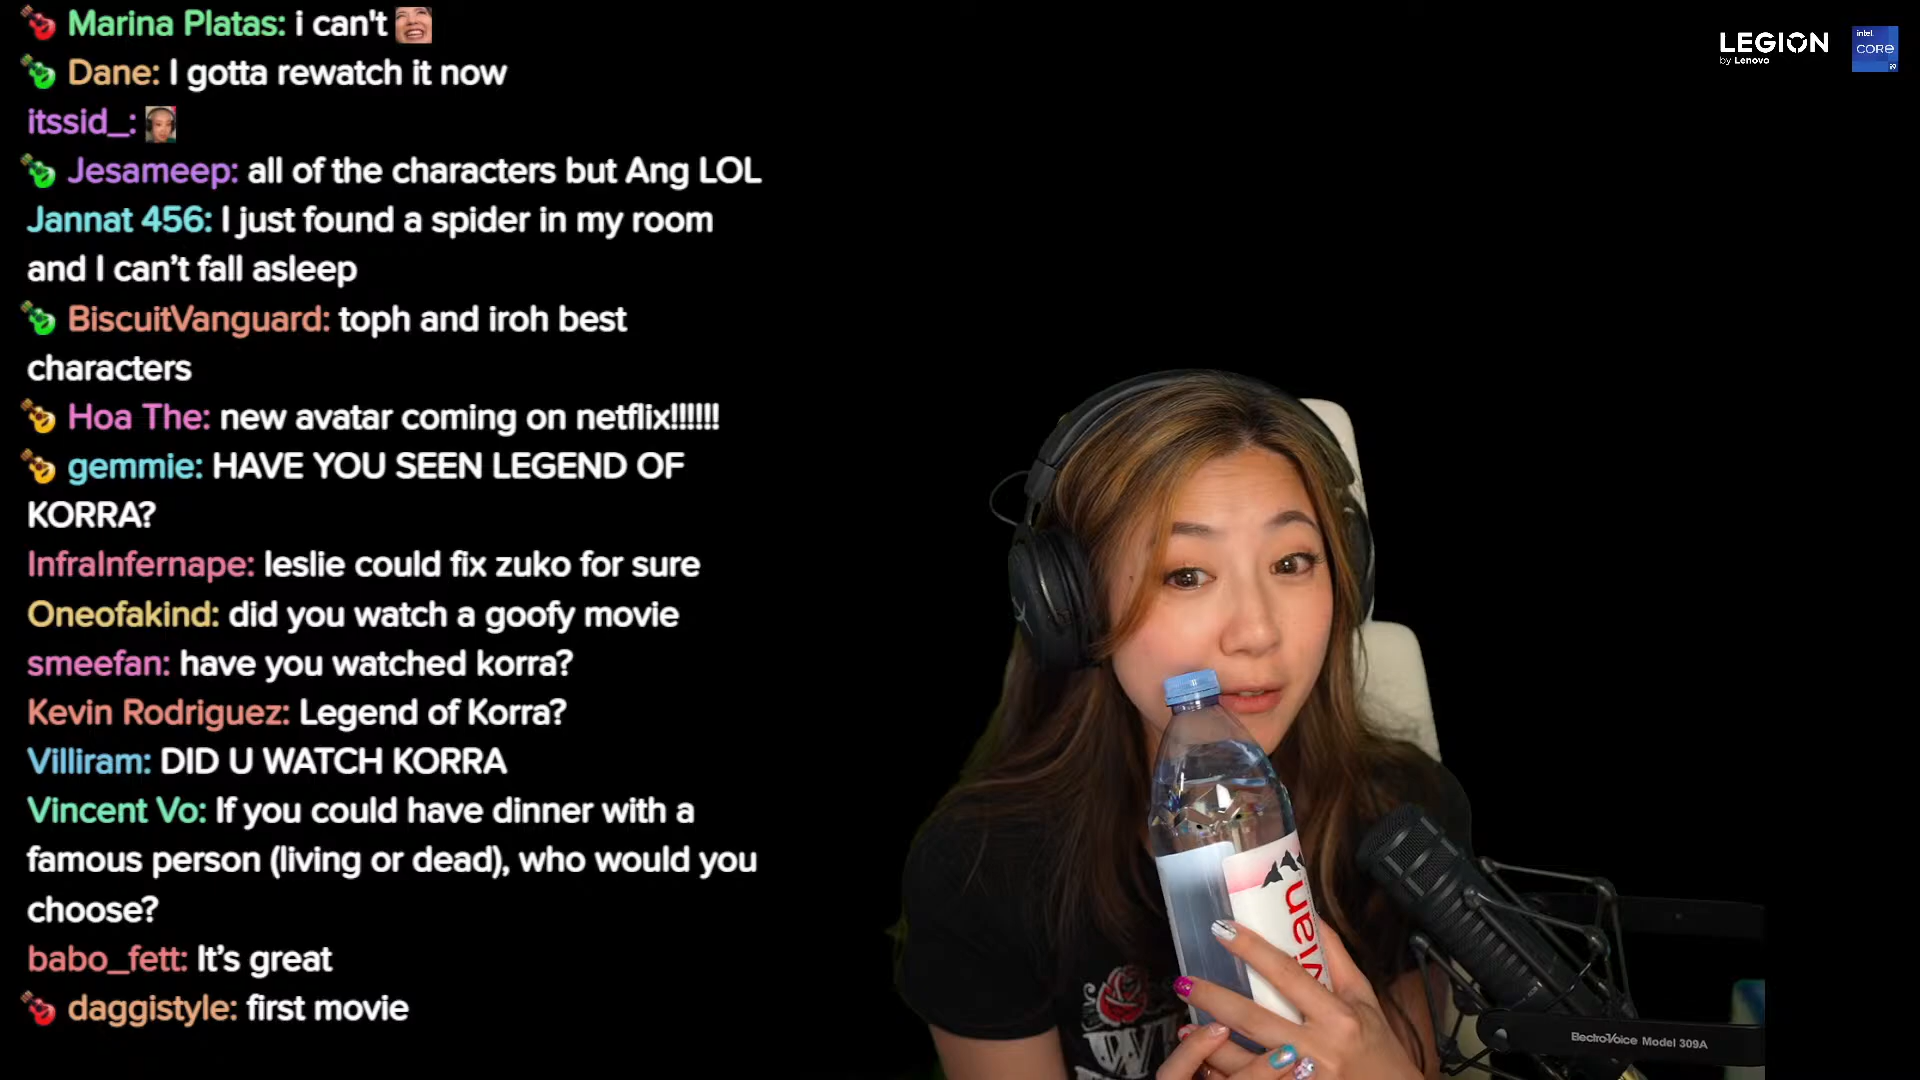 Marina Platas: i can't
Dane: I gotta rewatch it now
itssid_:
Jesameep: all of the characters but Ang LOL
Jannat 456: I just found a spider in my room
and I can’t fall asleep
BiscuitVanguard: toph and iroh best
characters
Hoa The: new avatar coming on netflix!!!!!!
gemmie: HAVE YOU SEEN LEGEND OF
KORRA?
InfraInfernape: leslie could fix zuko for sure
Oneofakind: did you watch a goofy movie
smeefan: have you watched korra?
Kevin Rodriguez: Legend of Korra?
Villiram: DID U WATCH KORRA
Vincent Vo: If you could have dinner with a
famous person (living or dead), who would you
choose?
babo_fett: It’s great
daggistyle: first movie
LEGION
by Lenovo
intel
CORE
i9
vian
ElectroVoice Model 309A